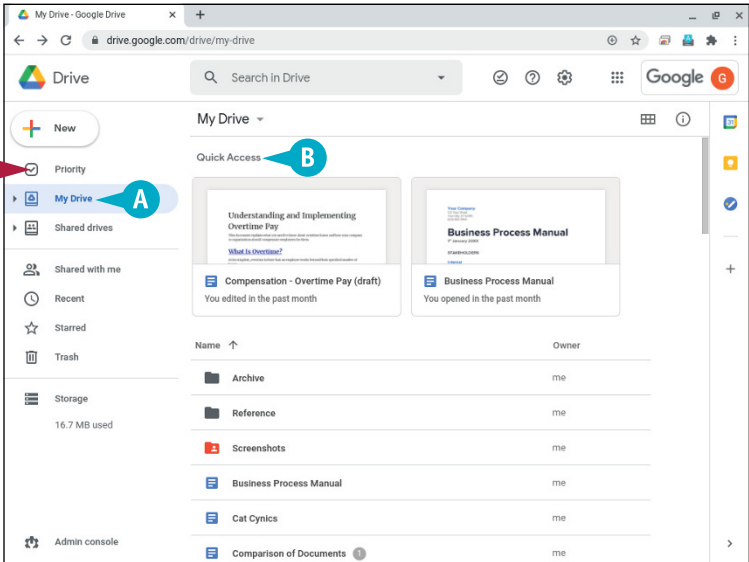 My Drive - Google Drive
drive.google.com/drive/my-drive
Drive
Search in Drive
Google G
New
My Drive
31
Quick Access
B
Priority
My Drive
A
Shared drives
Understanding and Implementing
Overtime Pay
What Is Overtime?
Your Company
Business Process Manual
STAKEHOLDERS
Shared with me
Compensation - Overtime Pay (draft)
Business Process Manual
You edited in the past month
You opened in the past month
Recent
Starred
Name
Owner
Trash
Archive
me
Storage
Reference
me
16.7 MB used
Screenshots
me
Business Process Manual
me
Cat Cynics
me
Admin console
Comparison of Documents 1
me